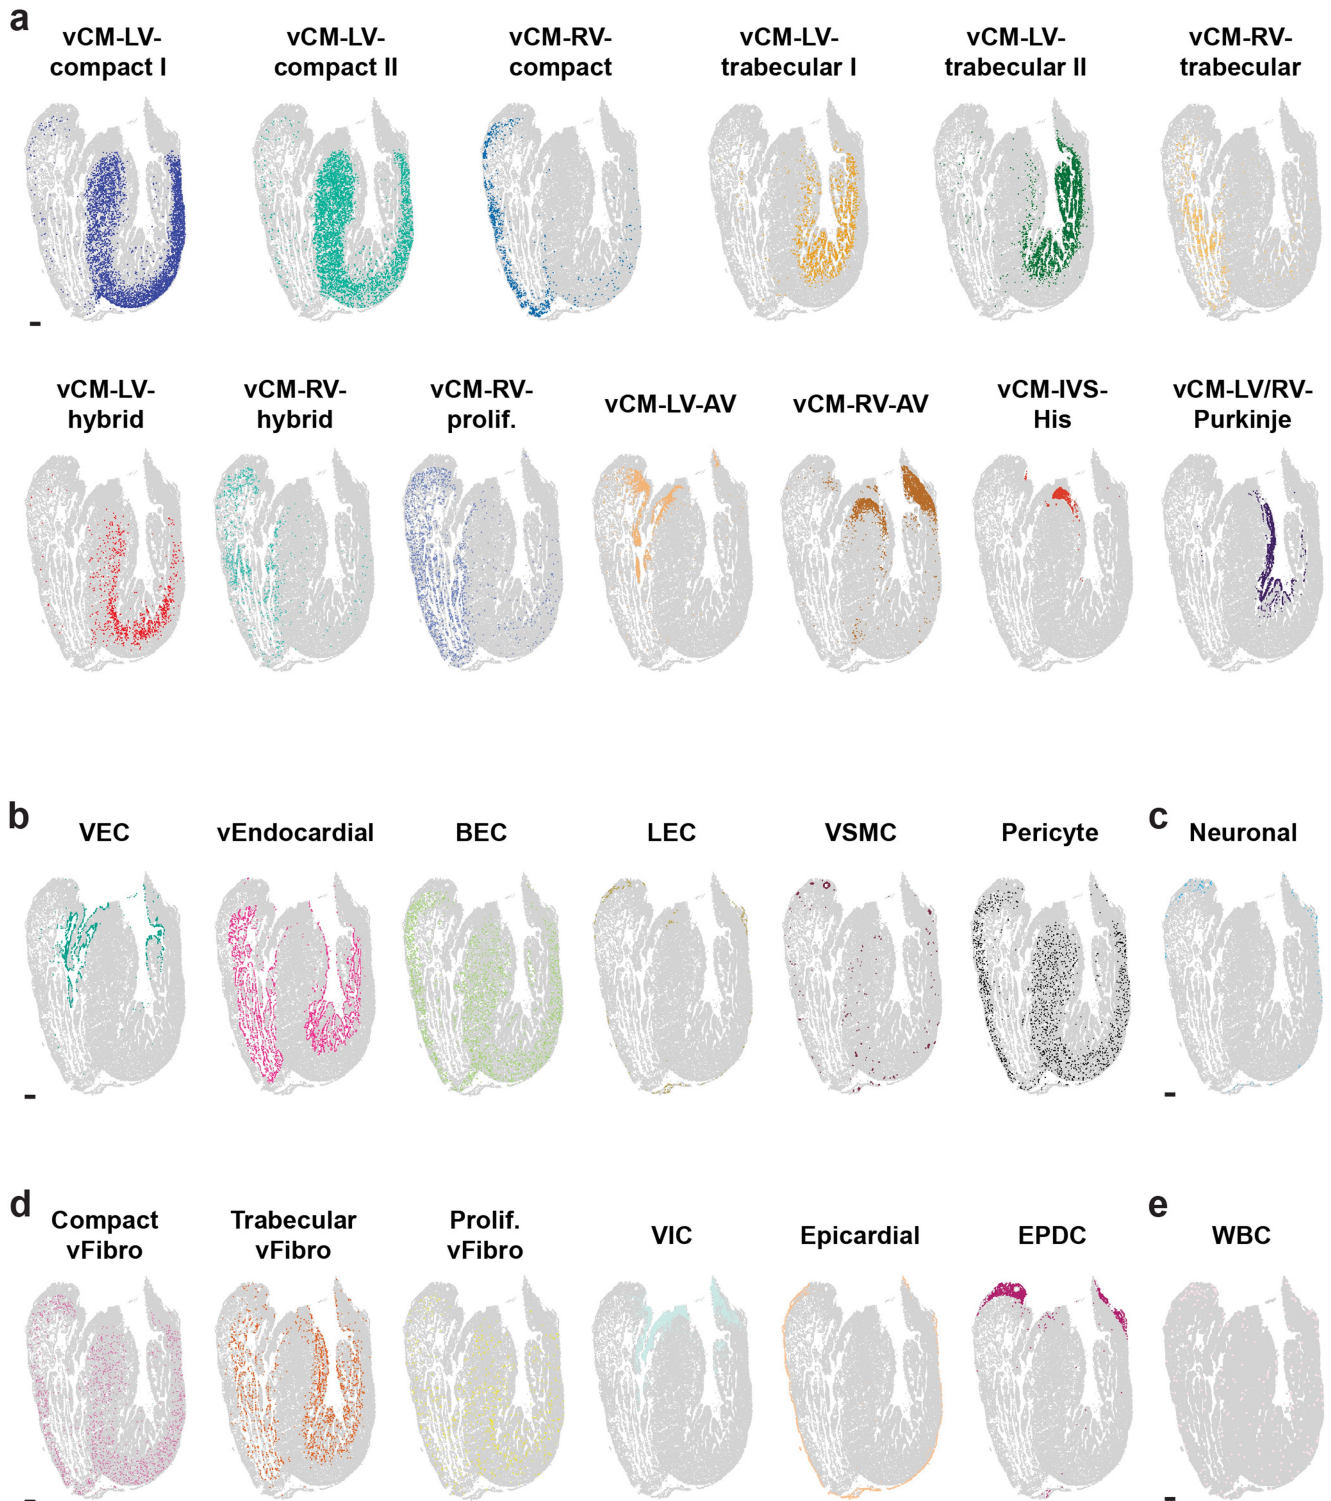 a
vCM-LV-
compact I
vCM-LV-
compact II
vCM-RV-
compact
vCM-LV-
trabecular I
vCM-LV-
trabecular II
vCM-RV-
trabecular
vCM-LV-
hybrid
vCM-RV-
hybrid
vCM-RV-
prolif.
vCM-LV-AV
vCM-RV-AV
vCM-IVS-
His
vCM-LV/RV-
Purkinje
b
VEC
vEndocardial
BEC
LEC
VSMC
Pericyte
c
Neuronal
d
Compact
vFibro
Trabecular
vFibro
Prolif.
vFibro
VIC
Epicardial
EPDC
e
WBC